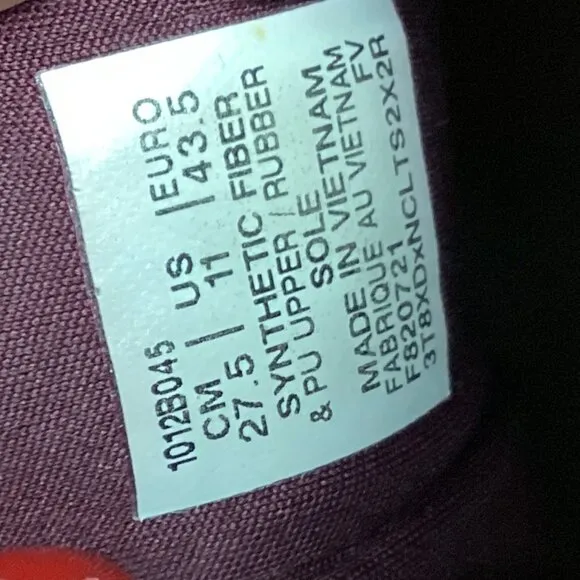 1012B045
CM | US | EURO
27.5 | 11 | 43.5
SYNTHETIC FIBER
& PU UPPER / RUBBER
SOLE
MADE IN VIETNAM
FABRIQUE AU VIETNAM
F820721 FV
3T8XDxNCLTS2X2R